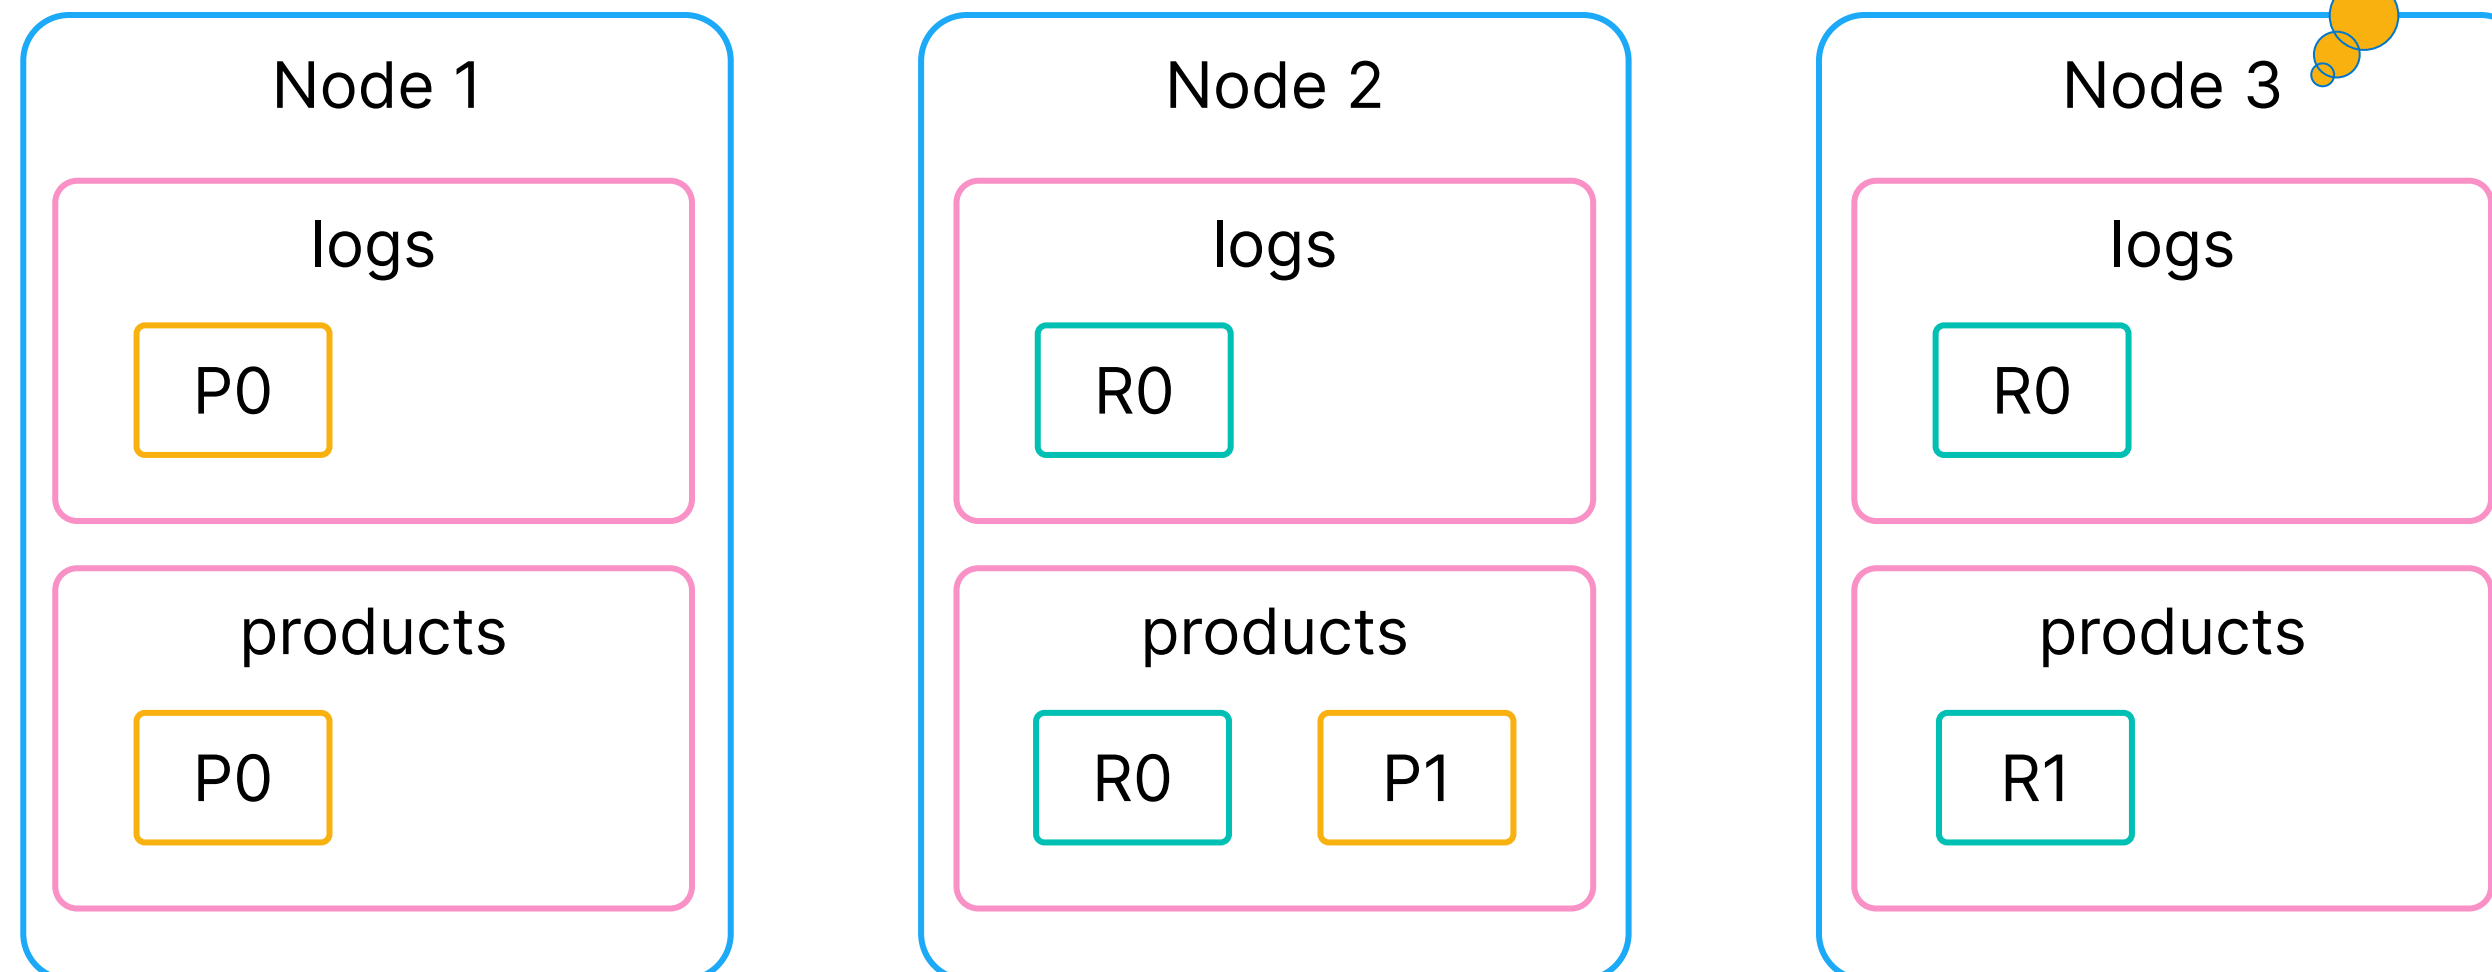 Node 1
logs
P0
products
P0
Node 2
logs
R0
products
R0 P1
Node 3
logs
R0
products
R1